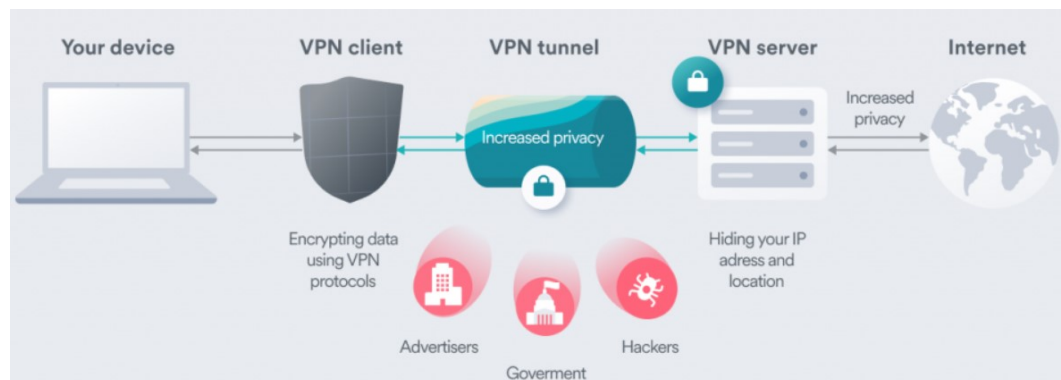 Your device
VPN client
VPN tunnel
VPN server
Internet
Increased privacy
Increased
privacy
Encrypting data
using VPN
protocols
Hiding your IP
adress and
location
Advertisers
Goverment
Hackers